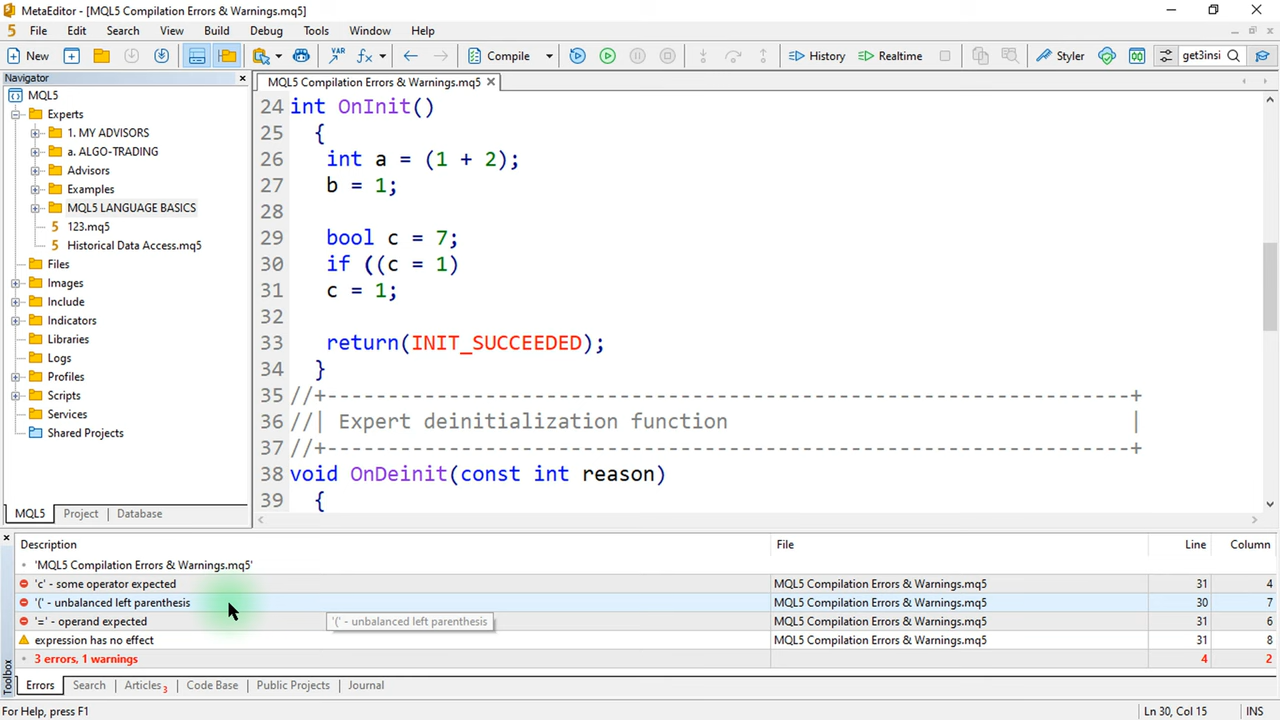 MetaEditor - [MQL5 Compilation Errors & Warnings.mq5]
5 File Edit Search View Build Debug Tools Window Help
New VAR fx Compile History Realtime Styler get3insi
Navigator
MQL5 Compilation Errors & Warnings.mq5
MQL5
Experts
1. MY ADVISORS
a. ALGO-TRADING
Advisors
Examples
MQL5 LANGUAGE BASICS
5 123.mq5
5 Historical Data Access.mq5
Files
Images
Include
Indicators
Libraries
Logs
Profiles
Scripts
Services
Shared Projects
MQL5 Project Database
24 int OnInit()
25 {
26 int a = (1 + 2);
27 b = 1;
28
29 bool c = 7;
30 if ((c = 1)
31 c = 1;
32
33 return(INIT_SUCCEEDED);
34 }
35 //+------------------------------------------------------------------+
36 //| Expert deinitialization function |
37 //+------------------------------------------------------------------+
38 void OnDeinit(const int reason)
39 {
Toolbox
Description File Line Column
'MQL5 Compilation Errors & Warnings.mq5'
'c' - some operator expected MQL5 Compilation Errors & Warnings.mq5 31 4
'(' - unbalanced left parenthesis MQL5 Compilation Errors & Warnings.mq5 30 7
'=' - operand expected MQL5 Compilation Errors & Warnings.mq5 31 6
'(' - unbalanced left parenthesis
expression has no effect MQL5 Compilation Errors & Warnings.mq5 31 8
3 errors, 1 warnings 4 2
Errors Search Articles 3 Code Base Public Projects Journal
For Help, press F1 Ln 30, Col 15 INS